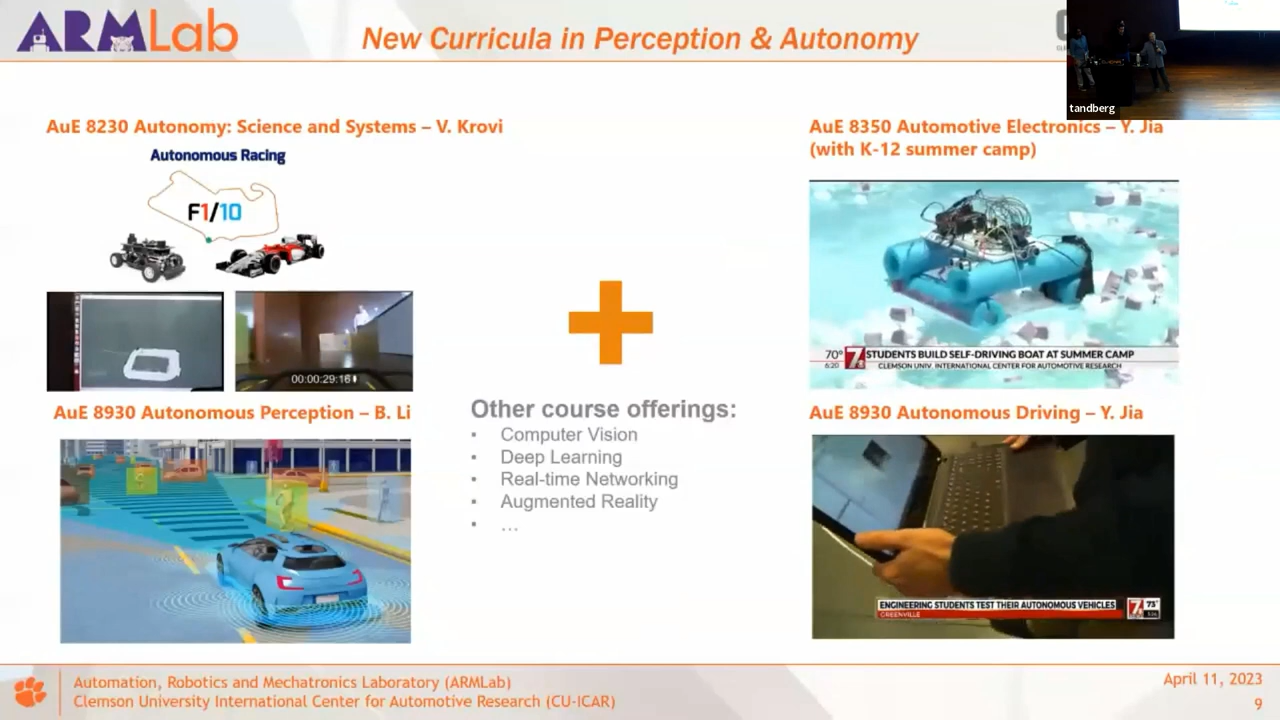 ARMLab
New Curricula in Perception & Autonomy
tandberg
AuE 8230 Autonomy: Science and Systems – V. Krovi
Autonomous Racing
F1/10
00:00:29:16
AuE 8350 Automotive Electronics – Y. Jia
(with K-12 summer camp)
70° 7 STUDENTS BUILD SELF-DRIVING BOAT AT SUMMER CAMP
6:20 CLEMSON UNIV. INTERNATIONAL CENTER FOR AUTOMOTIVE RESEARCH
AuE 8930 Autonomous Perception – B. Li
Other course offerings:
▪ Computer Vision
▪ Deep Learning
▪ Real-time Networking
▪ Augmented Reality
▪ …
AuE 8930 Autonomous Driving – Y. Jia
ENGINEERING STUDENTS TEST THEIR AUTONOMOUS VEHICLES 7 73°
GREENVILLE
Automation, Robotics and Mechatronics Laboratory (ARMLab)
Clemson University International Center for Automotive Research (CU-ICAR)
April 11, 2023
9